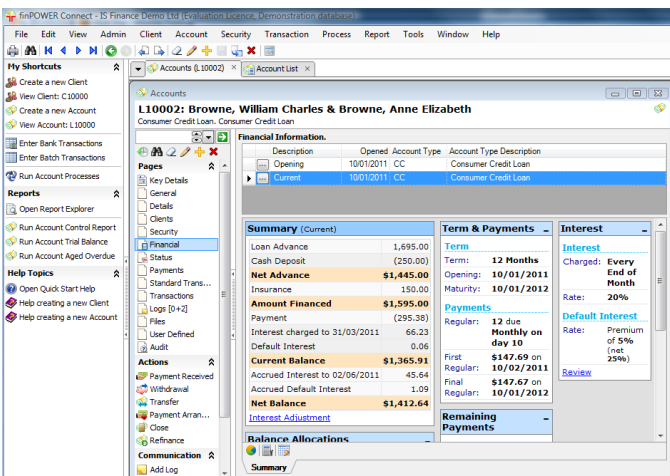 finPOWER Connect - IS Finance Demo Ltd (Evaluation Licence, Demonstration database)
File Edit View Admin Client Account Security Transaction Process Report Tools Window Help
My Shortcuts
Create a new Client
View Client: C10000
Create a new Account
View Account: L10000
Enter Bank Transactions
Enter Batch Transactions
Run Account Processes
Reports
Open Report Explorer
Run Account Control Report
Run Account Trial Balance
Run Account Aged Overdue
Help Topics
Open Quick Start Help
Help creating a new Client
Help creating a new Account
Accounts (L10002) Account List
Accounts
L10002: Browne, William Charles & Browne, Anne Elizabeth
Consumer Credit Loan. Consumer Credit Loan
Pages
Key Details
General
Details
Clients
Security
Financial
Status
Payments
Standard Trans...
Transactions
Logs [0+2]
Files
User Defined
Audit
Actions
Payment Received
Withdrawal
Transfer
Payment Arran...
Close
Refinance
Communication
Add Log
Financial Information.
Description Opened Account Type Account Type Description
Opening 10/01/2011 CC Consumer Credit Loan
Current 10/01/2011 CC Consumer Credit Loan
Summary (Current)
Loan Advance 1,695.00
Cash Deposit (250.00)
Net Advance $1,445.00
Insurance 150.00
Amount Financed $1,595.00
Payment (295.38)
Interest charged to 31/03/2011 66.23
Default Interest 0.06
Current Balance $1,365.91
Accrued Interest to 02/06/2011 45.64
Accrued Default Interest 1.09
Net Balance $1,412.64
Interest Adjustment
Balance Allocations
Term & Payments
Term
Term: 12 Months
Opening: 10/01/2011
Maturity: 10/01/2012
Payments
Regular: 12 due
Monthly on
day 10
First $147.69 on
Regular: 10/02/2011
Final $147.67 on
Regular: 10/01/2012
Remaining
Payments
Interest
Interest
Charged: Every
End of
Month
Rate: 20%
Default Interest
Rate: Premium
of 5%
(net
25%)
Review
Summary